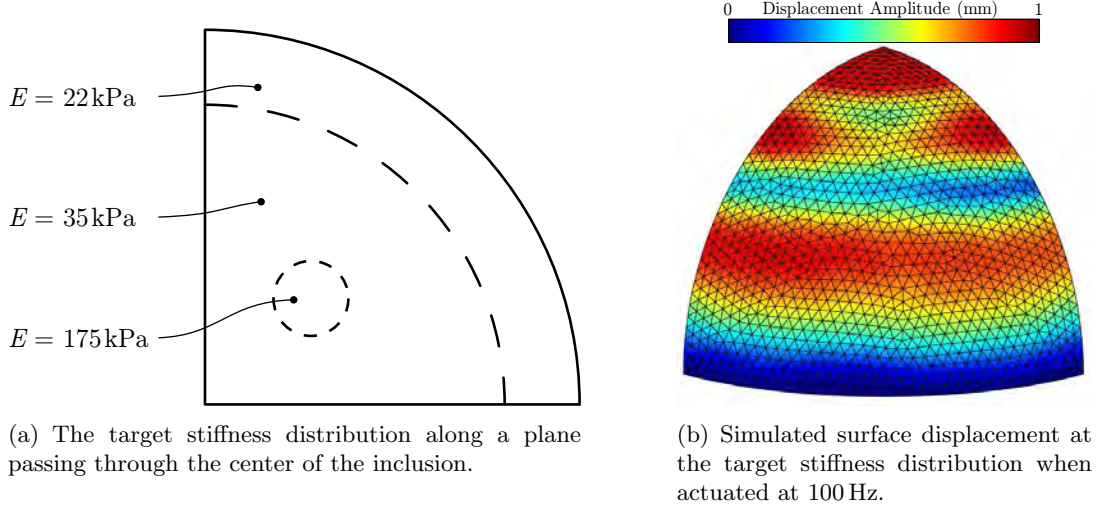 E = 22 kPa
E = 35 kPa
E = 175 kPa
(a) The target stiffness distribution along a plane
passing through the center of the inclusion.
0 Displacement Amplitude (mm) 1
(b) Simulated surface displacement at
the target stiffness distribution when
actuated at 100 Hz.